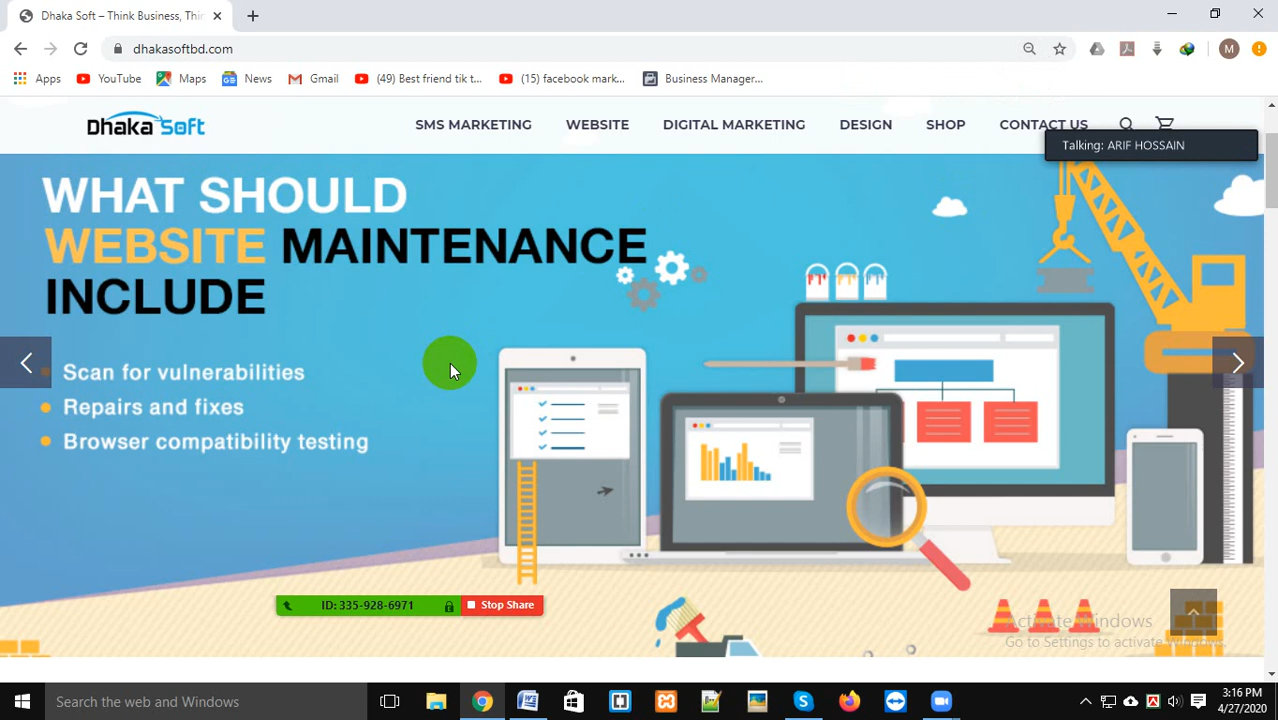 Dhaka Soft – Think Business, Thi
dhakasoftbd.com
M
Apps
YouTube
Maps
News
Gmail
(49) Best friend tik t...
(15) facebook mark...
Business Manager...
Dhaka Soft
SMS MARKETING
WEBSITE
DIGITAL MARKETING
DESIGN
SHOP
CONTACT US
Talking: ARIF HOSSAIN
WHAT SHOULD
WEBSITE MAINTENANCE
INCLUDE
Scan for vulnerabilities
Repairs and fixes
Browser compatibility testing
ID: 335-928-6971
Stop Share
Activate Windows
Go to Settings to activate Windows.
Search the web and Windows
3:16 PM
4/27/2020